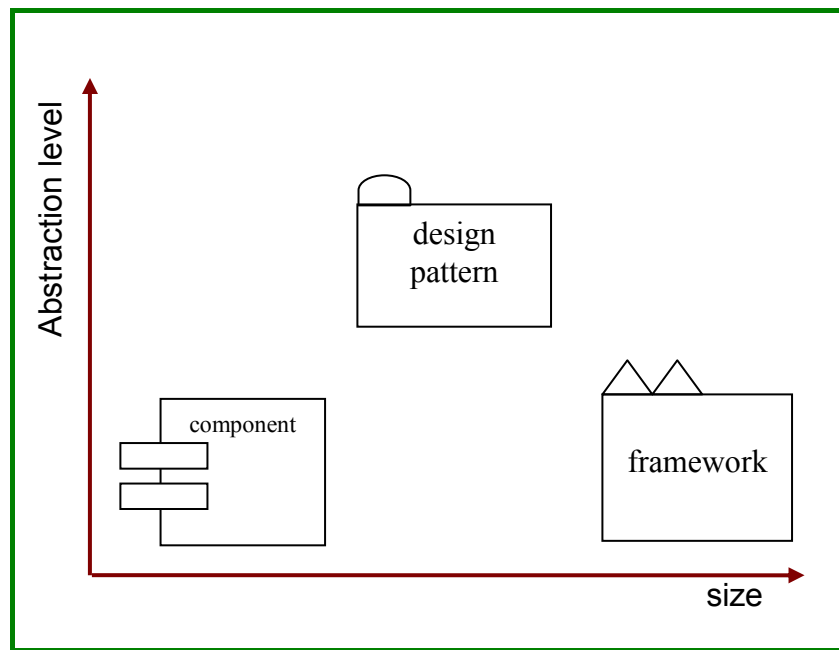 Abstraction level
design
pattern
component
framework
size